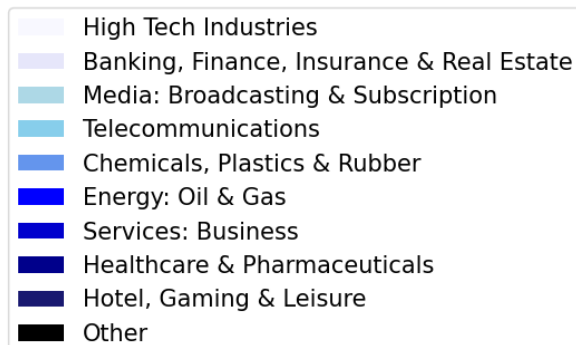 High Tech Industries
Banking, Finance, Insurance & Real Estate
Media: Broadcasting & Subscription
Telecommunications
Chemicals, Plastics & Rubber
Energy: Oil & Gas
Services: Business
Healthcare & Pharmaceuticals
Hotel, Gaming & Leisure
Other